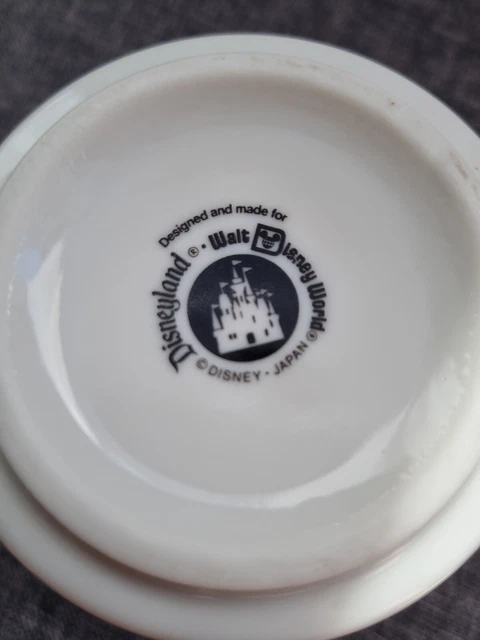 Designed and made for
Disneyland ® · Walt Disney World ®
© DISNEY · JAPAN